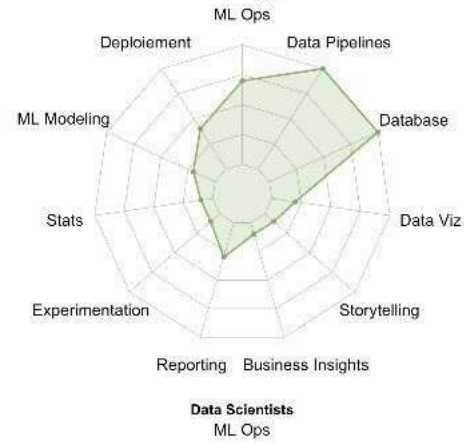 ML Ops
Deploiement
Data Pipelines
ML Modeling
Database
Stats
Data Viz
Experimentation
Storytelling
Reporting
Business Insights
Data Scientists
ML Ops